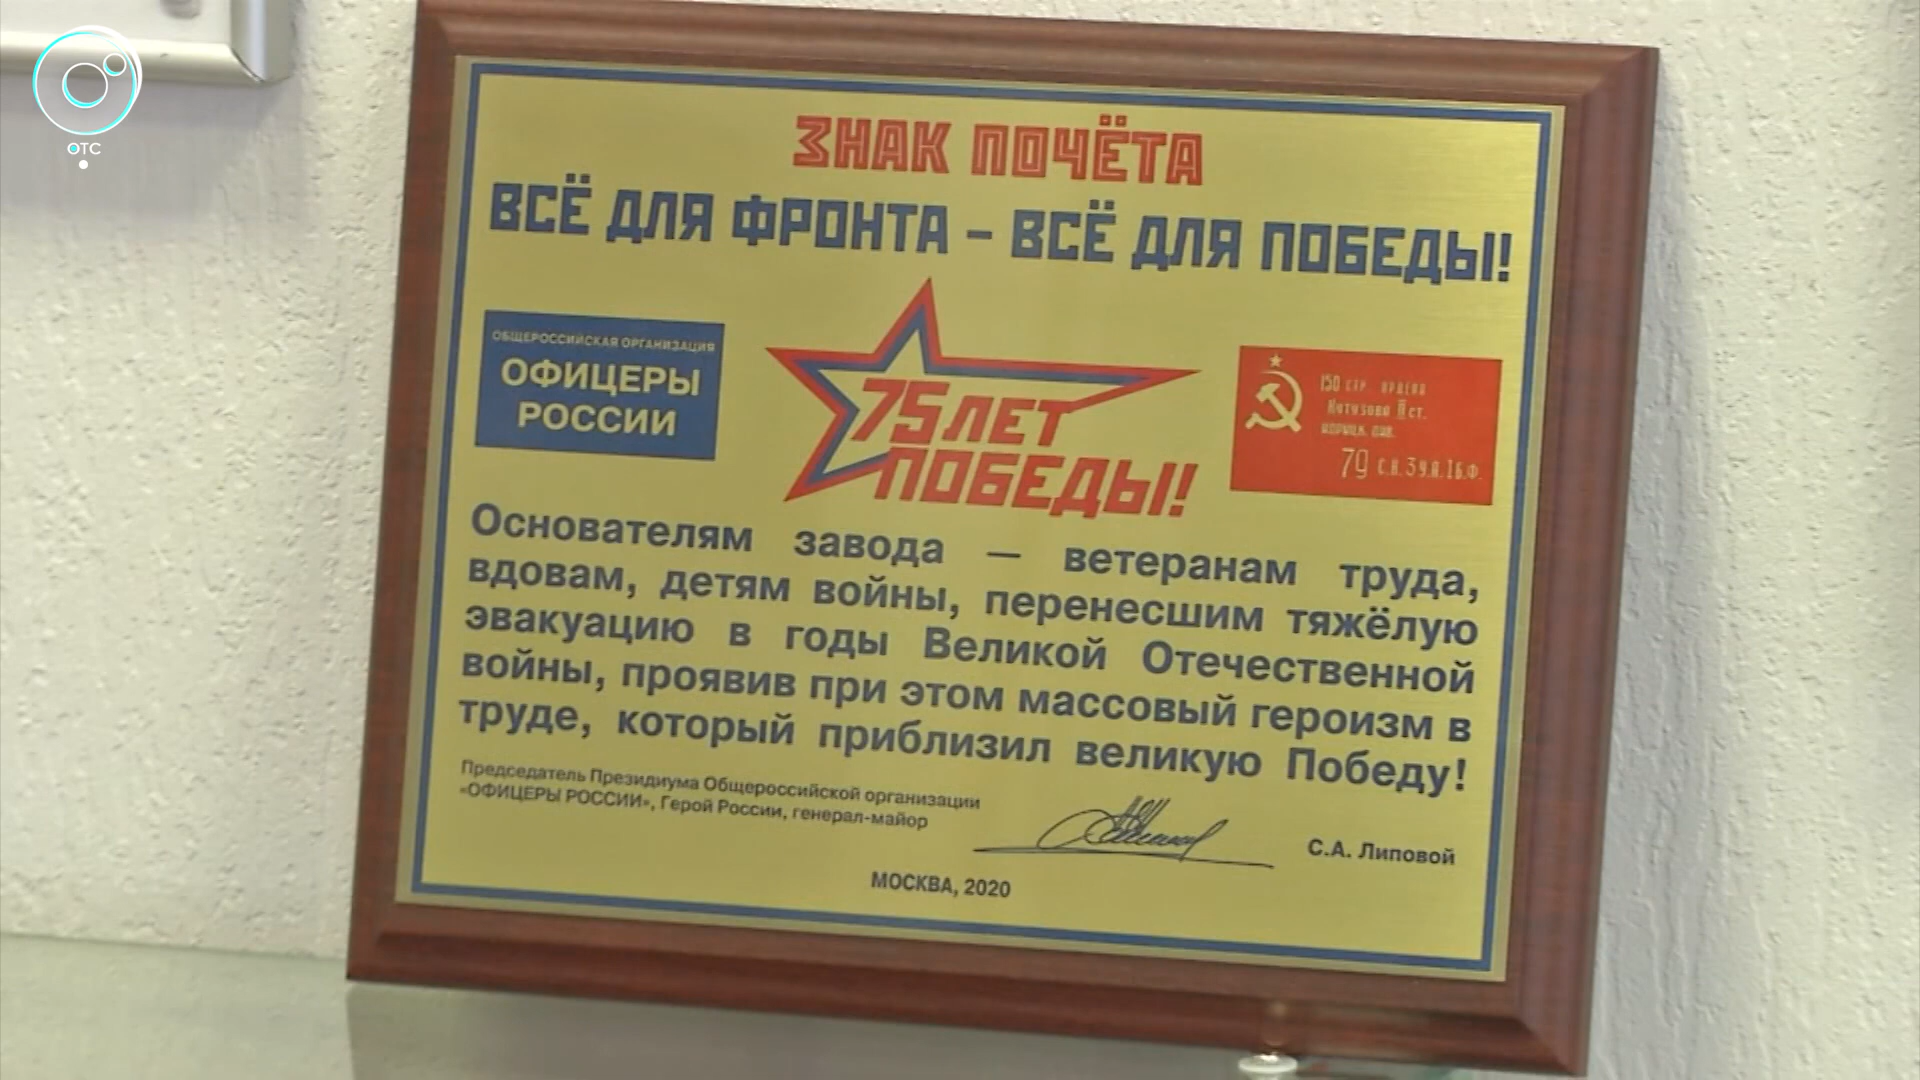 ОТС
ЗНАК ПОЧЁТА
ВСЁ ДЛЯ ФРОНТА – ВСЁ ДЛЯ ПОБЕДЫ!
ОБЩЕРОССИЙСКАЯ ОРГАНИЗАЦИЯ
ОФИЦЕРЫ
РОССИИ
75 ЛЕТ
ПОБЕДЫ!
150 СТР. ОРДЕНА
Кутузова II ст.
79 С.К. 3 У.А. 1 Б.Ф.
Основателям завода — ветеранам труда,
вдовам, детям войны, перенесшим тяжёлую
эвакуацию в годы Великой Отечественной
войны, проявив при этом массовый героизм в
труде, который приблизил великую Победу!
Председатель Президиума Общероссийской организации
«ОФИЦЕРЫ РОССИИ», Герой России, генерал-майор
С.А. Липовой
МОСКВА, 2020